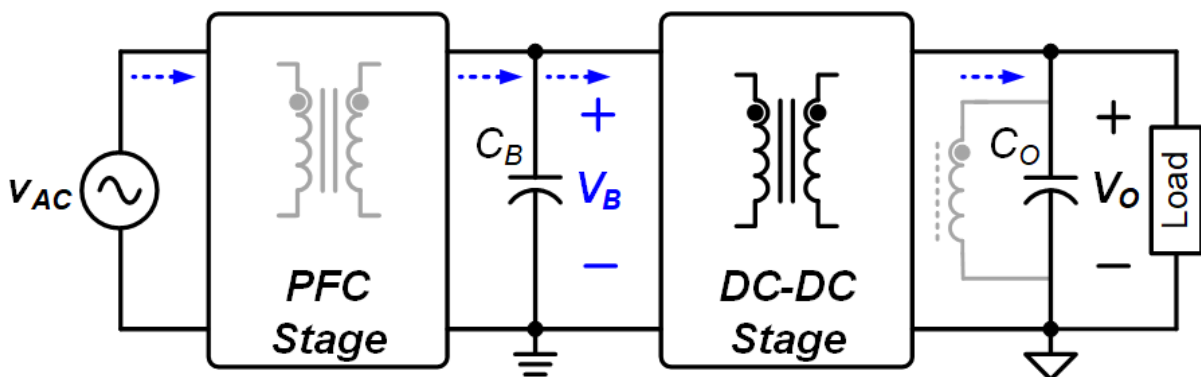 v_AC
PFC
Stage
C_B
+
V_B
−
DC-DC
Stage
C_O
+
V_O
−
Load